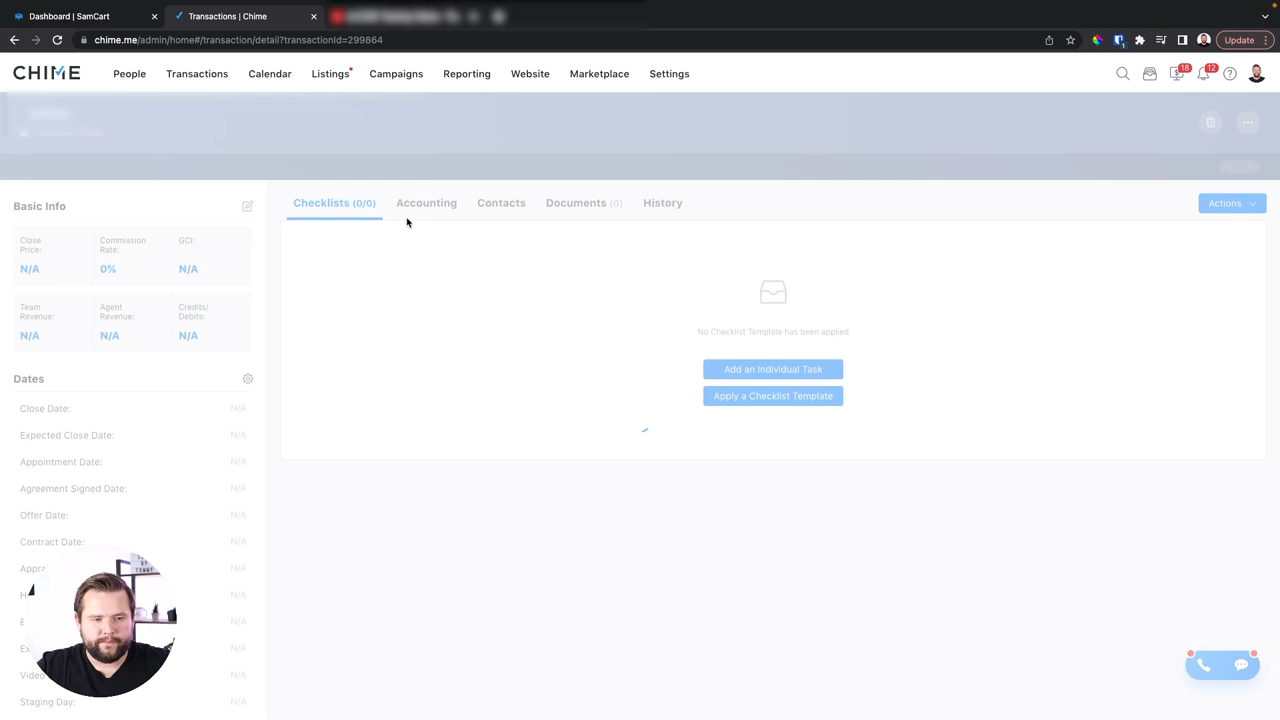 Dashboard | SamCart
Transactions | Chime
chime.me/admin/home#/transaction/detail?transactionId=299864
Update
CHIME
People
Transactions
Calendar
Listings
Campaigns
Reporting
Website
Marketplace
Settings
18
12
Basic Info
Checklists (0/0)
Accounting
Contacts
Documents (0)
History
Actions
Close Price:
Commission Rate:
GCI:
N/A
0%
N/A
Team Revenue:
Agent Revenue:
Credits/ Debits:
N/A
N/A
N/A
No Checklist Template has been applied
Add an Individual Task
Apply a Checklist Template
Dates
Close Date: N/A
Expected Close Date: N/A
Appointment Date: N/A
Agreement Signed Date: N/A
Offer Date: N/A
Contract Date: N/A
N/A
N/A
N/A
N/A
Video N/A
Staging Day: N/A